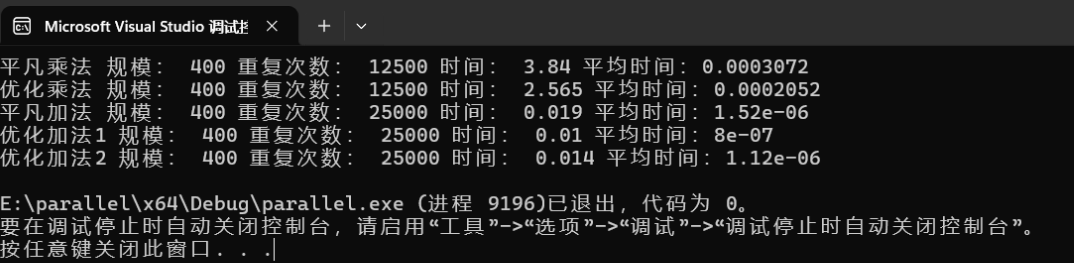 Microsoft Visual Studio 调试控
平凡乘法 规模： 400 重复次数： 12500 时间： 3.84 平均时间：0.0003072
优化乘法 规模： 400 重复次数： 12500 时间： 2.565 平均时间：0.0002052
平凡加法 规模： 400 重复次数： 25000 时间： 0.019 平均时间：1.52e-06
优化加法1 规模： 400 重复次数： 25000 时间： 0.01 平均时间：8e-07
优化加法2 规模： 400 重复次数： 25000 时间： 0.014 平均时间：1.12e-06
E:\parallel\x64\Debug\parallel.exe (进程 9196)已退出，代码为 0。
要在调试停止时自动关闭控制台，请启用“工具”->“选项”->“调试”->“调试停止时自动关闭控制台”。
按任意键关闭此窗口. . .